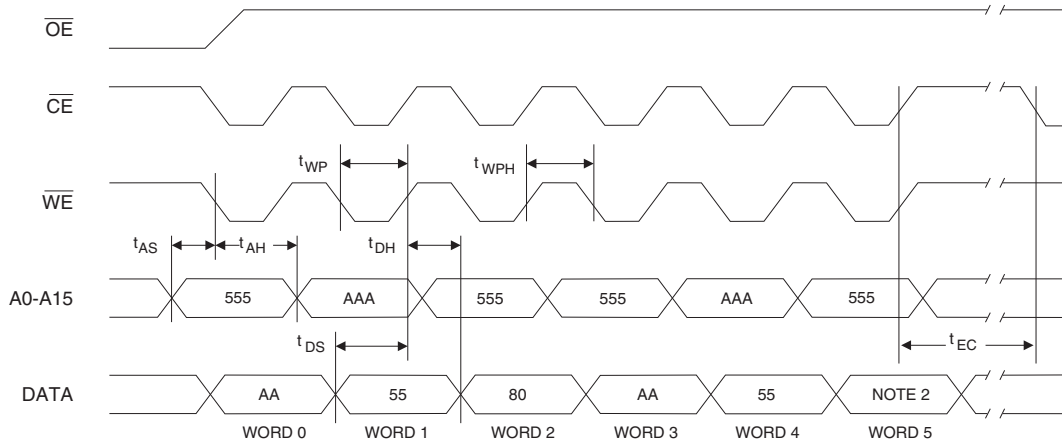 OE
CE
tWP
tWPH
WE
tAS
tAH
tDH
A0-A15
555
AAA
555
555
AAA
555
tDS
tEC
DATA
AA
55
80
AA
55
NOTE 2
WORD 0
WORD 1
WORD 2
WORD 3
WORD 4
WORD 5